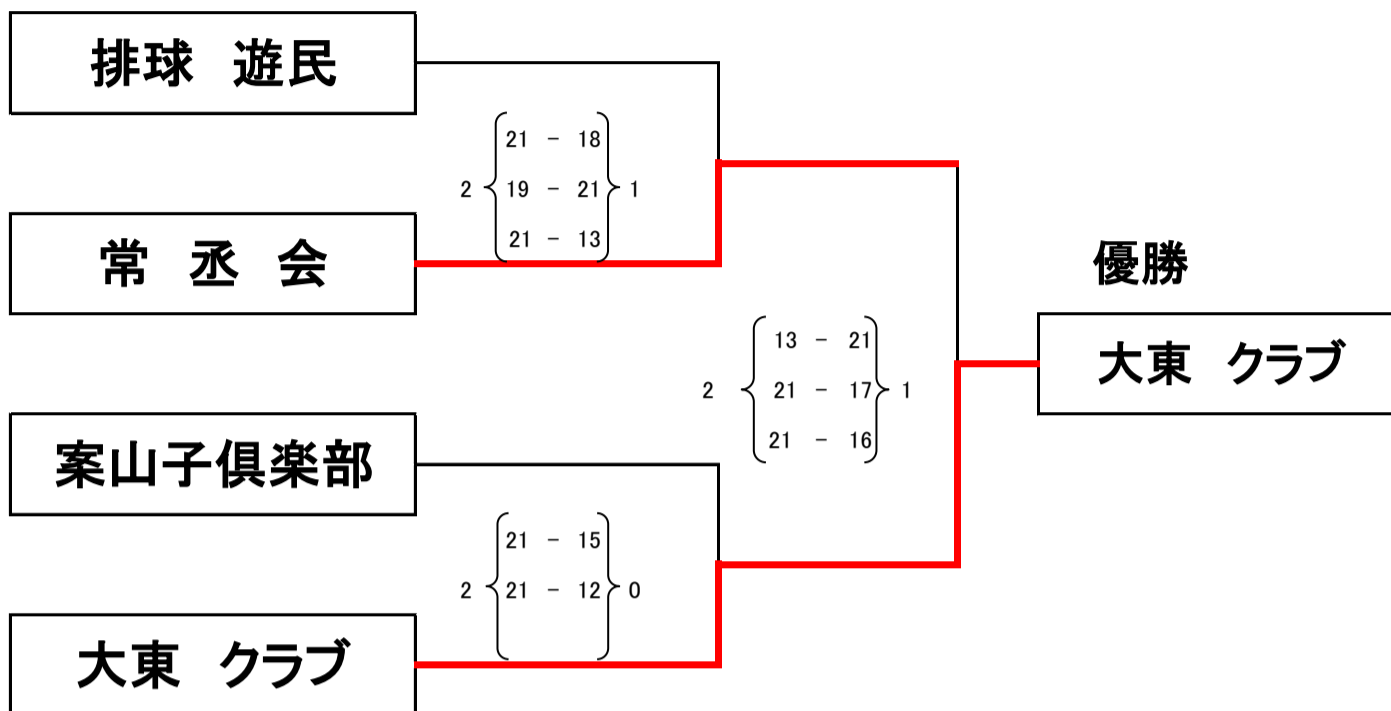 排球　遊民
21 － 18
2 19 － 21 1
21 － 13
常　丞　会
優勝
大東　クラブ
13 － 21
2 21 － 17 1
21 － 16
案山子倶楽部
21 － 15
2 21 － 12 0
大東　クラブ